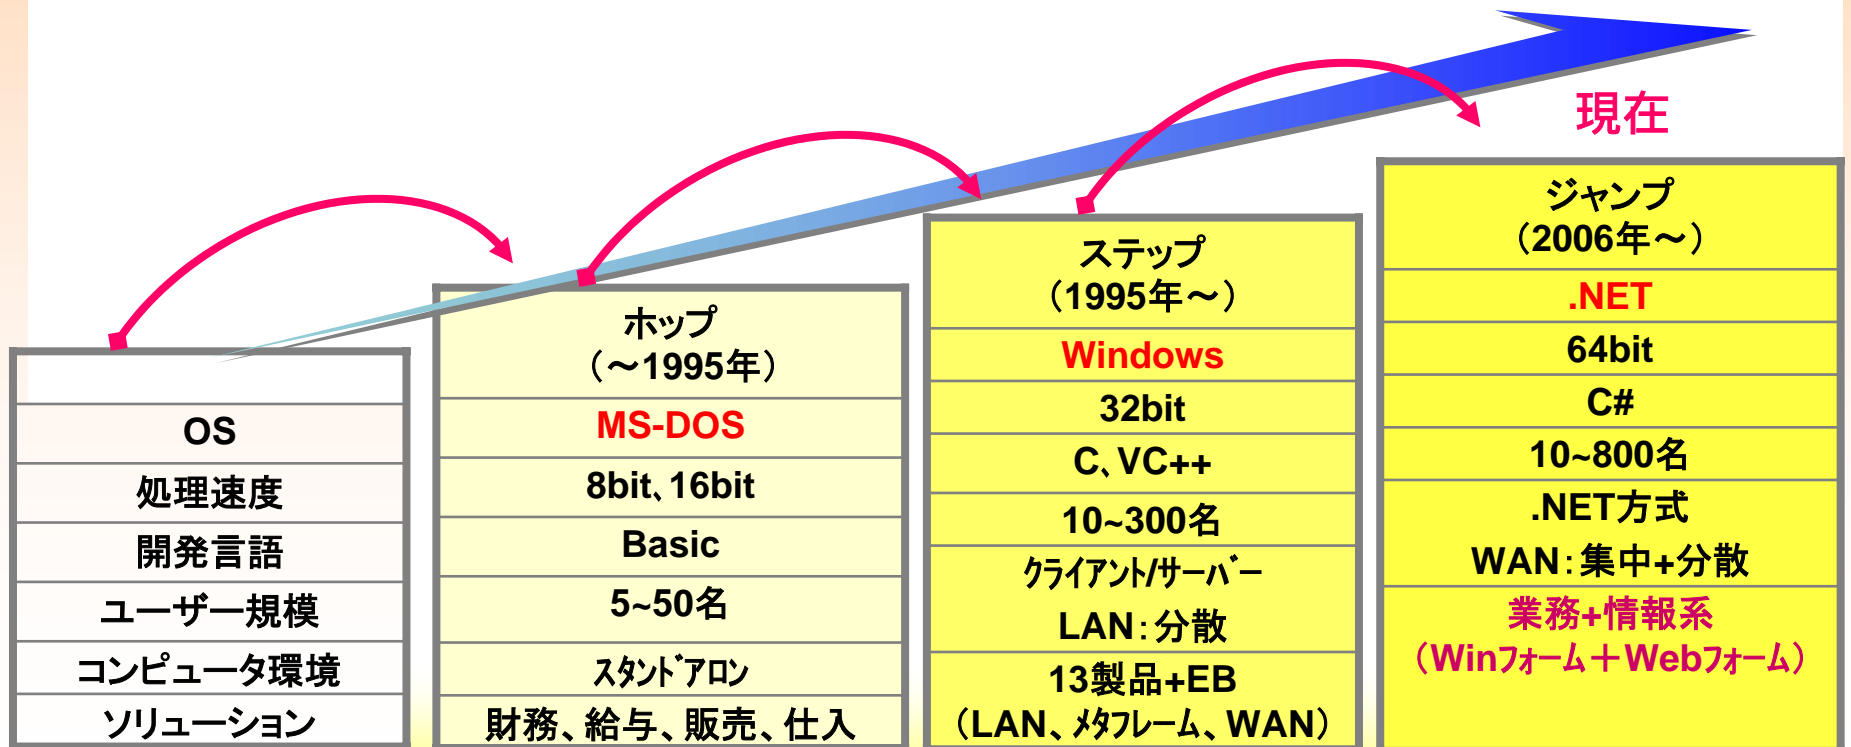 現在
OS
処理速度
開発言語
ユーザー規模
コンピュータ環境
ソリューション
ホップ
（～1995年）
MS-DOS
8bit、16bit
Basic
5~50名
ｽﾀﾝﾄﾞｱﾛﾝ
財務、給与、販売、仕入
ステップ
（1995年～）
Windows
32bit
C、VC++
10~300名
ｸﾗｲｱﾝﾄ/ｻｰﾊﾞｰ
LAN：分散
13製品+EB
（LAN、ﾒﾀﾌﾚｰﾑ、WAN）
ジャンプ
（2006年～）
.NET
64bit
C#
10~800名
.NET方式
WAN：集中+分散
業務+情報系
（Winﾌｫｰﾑ＋Webﾌｫｰﾑ）